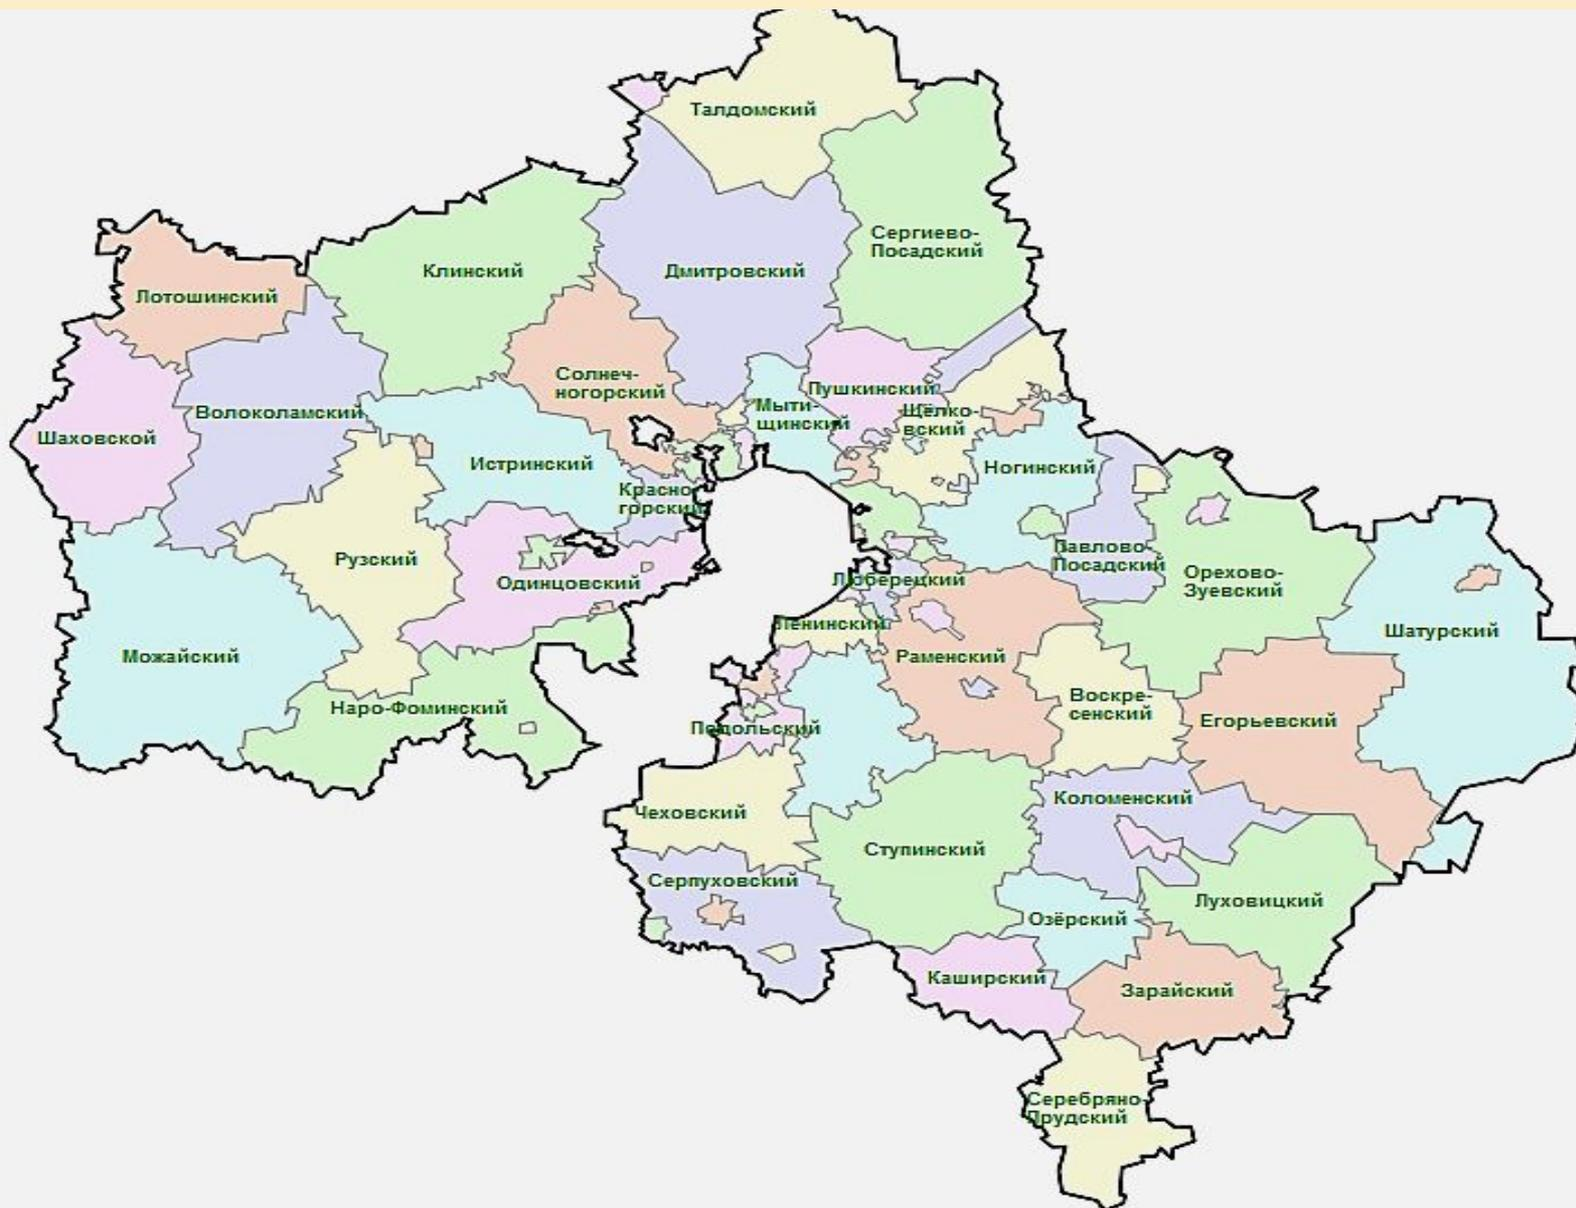 Талдомский
Сергиево-
Посадский
Клинский
Дмитровский
Лотошинский
Солнеч-
ногорский
Пушкинский
Мыти-
щинский
Щёлко-
вский
Волоколамский
Шаховской
Истринский
Ногинский
Красно-
горский
Рузский
Одинцовский
Павлово-
Посадский
Люберецкий
Орехово-
Зуевский
Ленинский
Шатурский
Можайский
Раменский
Наро-Фоминский
Воскре-
сенский
Егорьевский
Подольский
Коломенский
Чеховский
Ступинский
Серпуховский
Озёрский
Луховицкий
Каширский
Зарайский
Серебряно-
Прудский